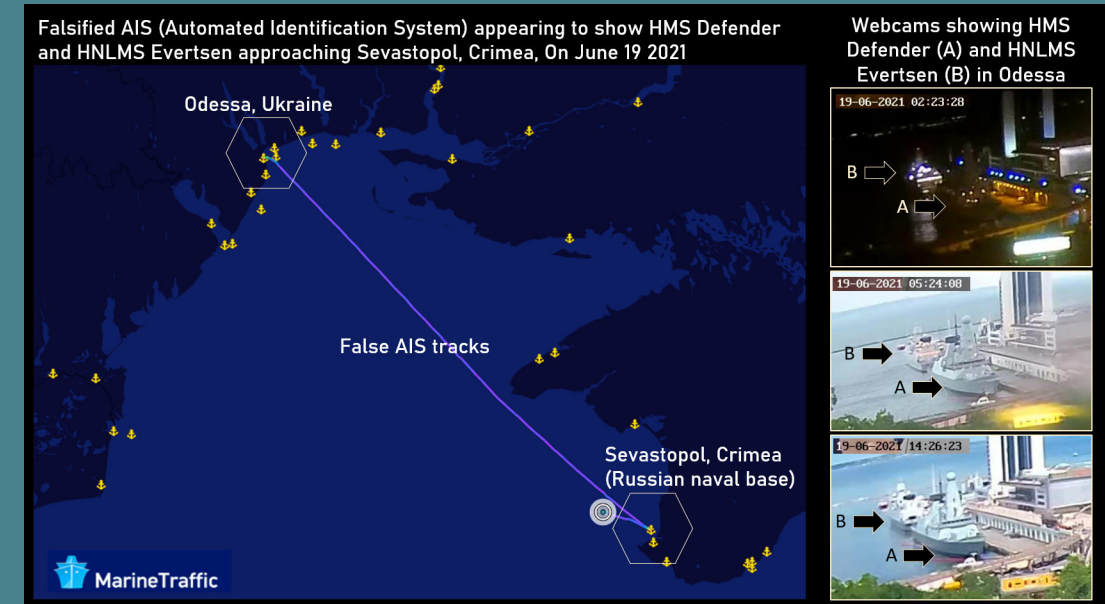 Falsified AIS (Automated Identification System) appearing to show HMS Defender
and HNLMS Evertsen approaching Sevastopol, Crimea, On June 19 2021
Odessa, Ukraine
False AIS tracks
Sevastopol, Crimea
(Russian naval base)
MarineTraffic
Webcams showing HMS
Defender (A) and HNLMS
Evertsen (B) in Odessa
19-06-2021 02:23:28
B
A
19-06-2021 05:24:08
B
A
19-06-2021 14:26:23
B
A